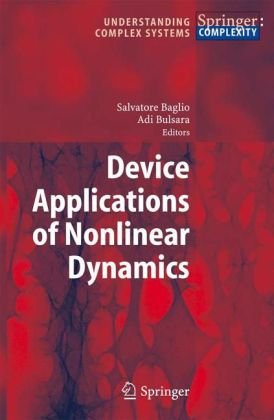 UNDERSTANDING
COMPLEX SYSTEMS
Springer:
COMPLEXITY
Salvatore Baglio
Adi Bulsara
Editors
Device
Applications
of Nonlinear
Dynamics
Springer